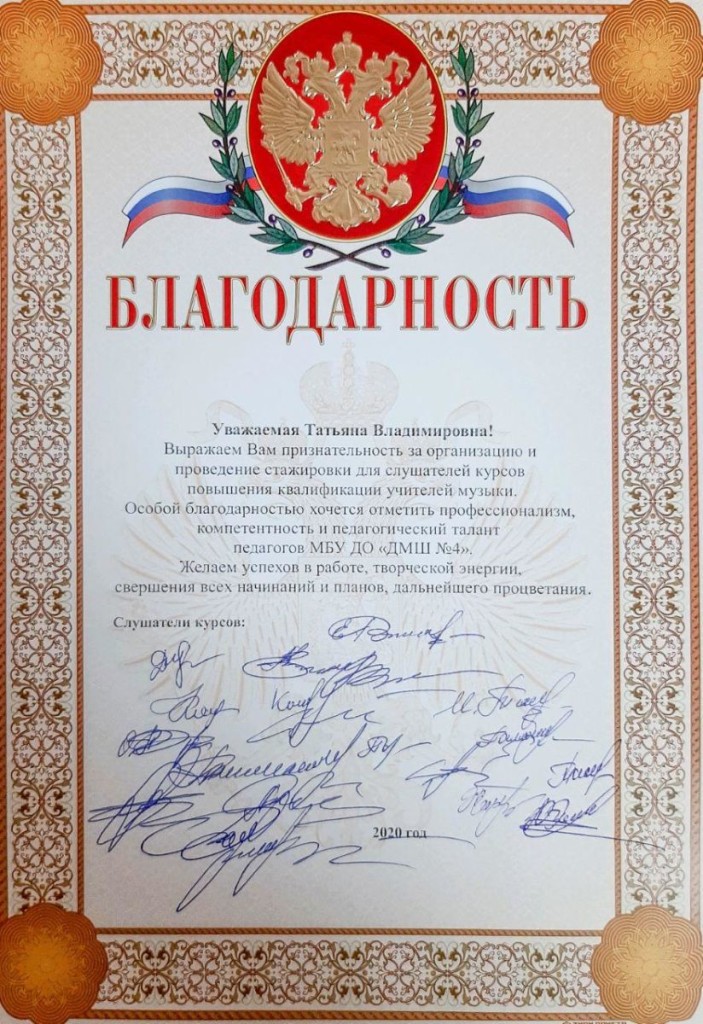 БЛАГОДАРНОСТЬ
Уважаемая Татьяна Владимировна!
Выражаем Вам признательность за организацию и
проведение стажировки для слушателей курсов
повышения квалификации учителей музыки.
Особой благодарностью хочется отметить профессионализм,
компетентность и педагогический талант
педагогов МБУ ДО «ДМШ №4».
Желаем успехов в работе, творческой энергии,
свершения всех начинаний и планов, дальнейшего процветания.
Слушатели курсов:
2020 год